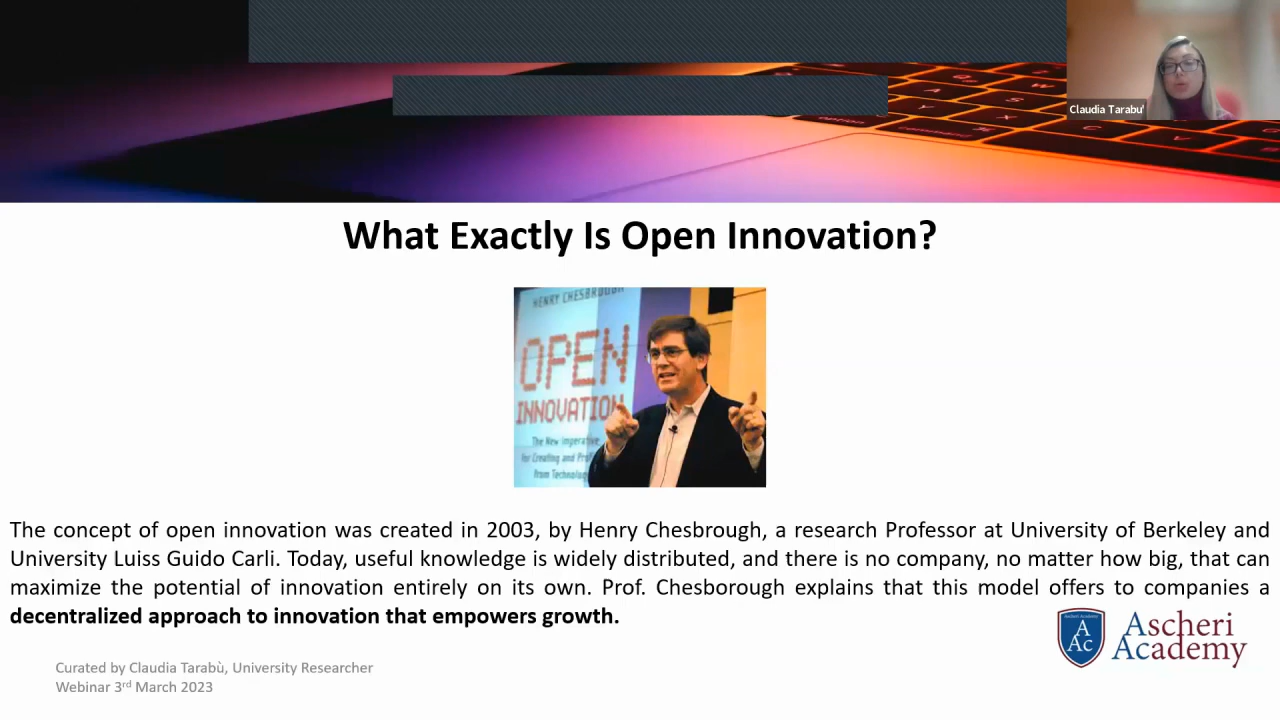 Claudia Tarabu'
What Exactly Is Open Innovation?
HENRY CHESBROUGH
OPEN
INNOVATION
The New Imperative
for Creating and
from Technology
The concept of open innovation was created in 2003, by Henry Chesbrough, a research Professor at University of Berkeley and
University Luiss Guido Carli. Today, useful knowledge is widely distributed, and there is no company, no matter how big, that can
maximize the potential of innovation entirely on its own. Prof. Chesborough explains that this model offers to companies a
decentralized approach to innovation that empowers growth.
Ascheri Academy
A
Ac
Ascheri
Academy
Curated by Claudia Tarabù, University Researcher
Webinar 3rd March 2023